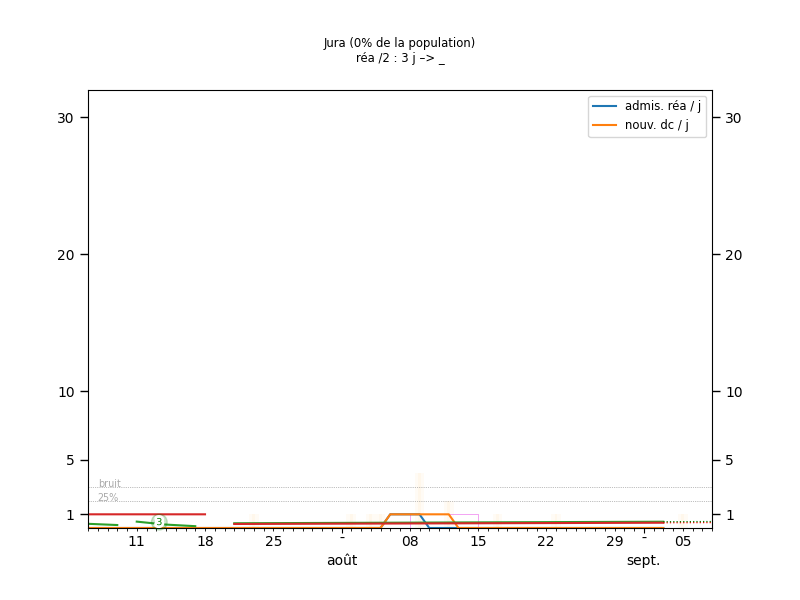 Jura (0% de la population)
réa /2 : 3 j –> _
admis. réa / j
nouv. dc / j
30 30
20 20
10 10
5 5
bruit
25%
1 3 1
11 18 25 - 08 15 22 29 - 05
août sept.